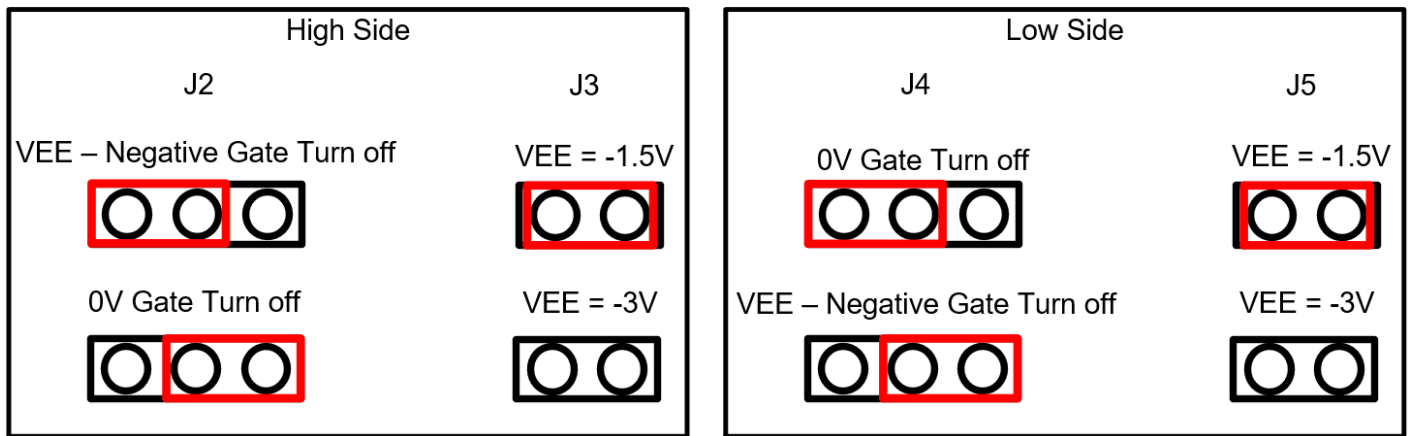 High Side
J2
J3
VEE – Negative Gate Turn off
VEE = -1.5V
0V Gate Turn off
VEE = -3V
Low Side
J4
J5
0V Gate Turn off
VEE = -1.5V
VEE – Negative Gate Turn off
VEE = -3V